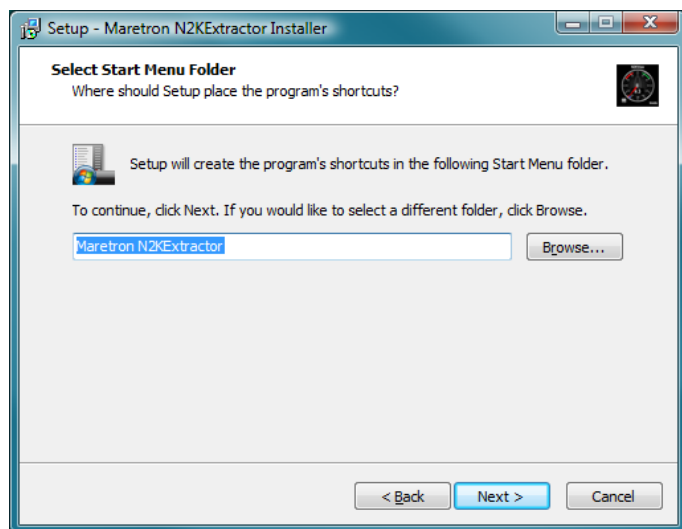 Setup - Maretron N2KExtractor Installer
Select Start Menu Folder
Where should Setup place the program's shortcuts?
Setup will create the program's shortcuts in the following Start Menu folder.
To continue, click Next. If you would like to select a different folder, click Browse.
Maretron N2KExtractor
Browse...
< Back
Next >
Cancel